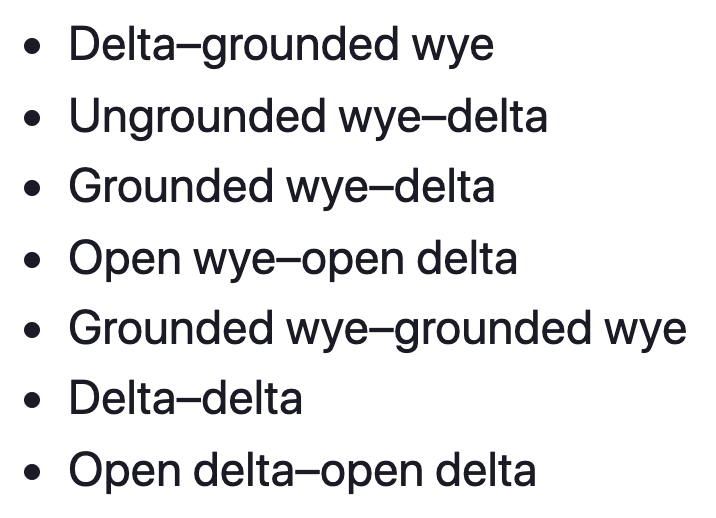 • Delta–grounded wye
• Ungrounded wye–delta
• Grounded wye–delta
• Open wye–open delta
• Grounded wye–grounded wye
• Delta–delta
• Open delta–open delta